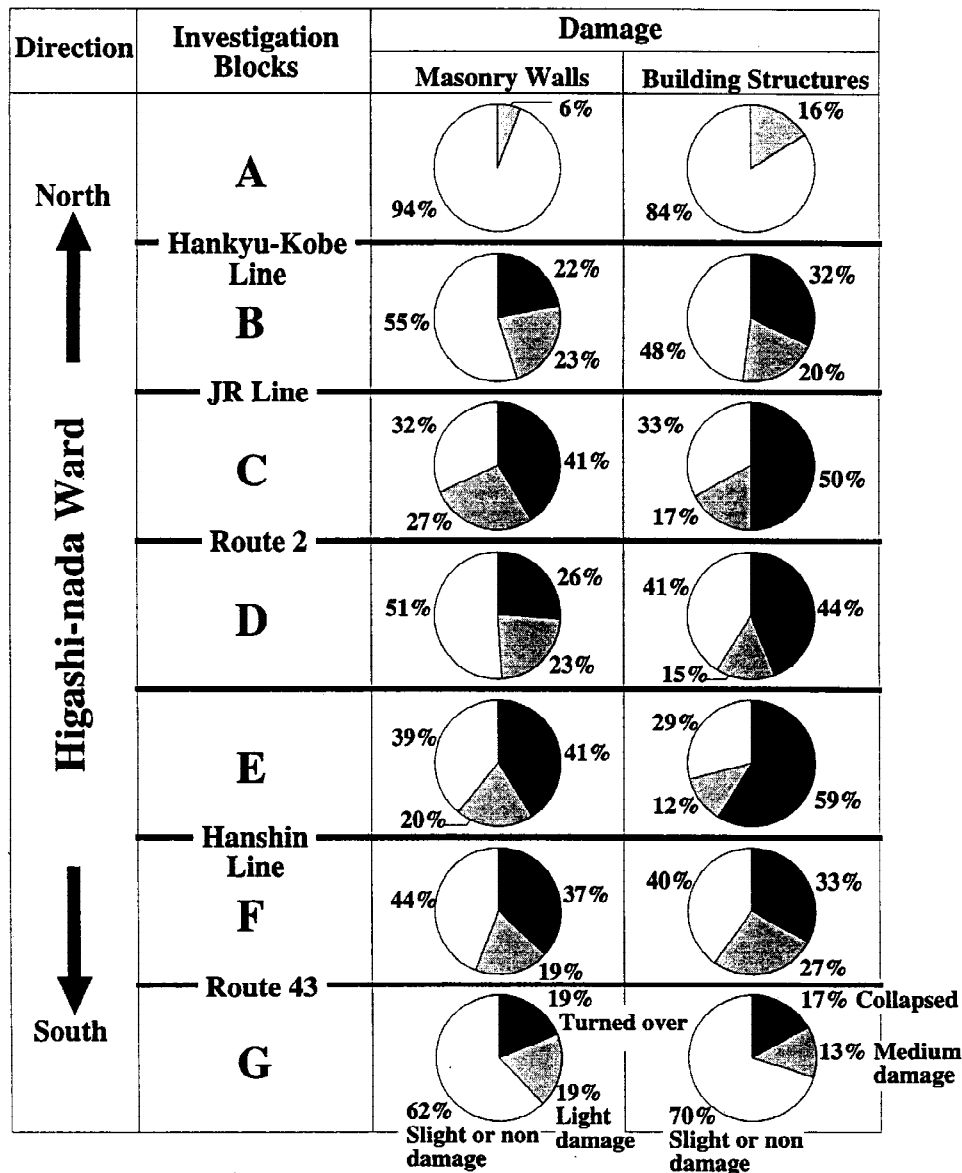 Direction
Investigation
Blocks
Damage
Masonry Walls
Building Structures
North
Higashi-nada Ward
South
A
6%
94%
16%
84%
Hankyu-Kobe
Line
B
22%
55%
23%
32%
48%
20%
JR Line
C
32%
41%
27%
33%
50%
17%
Route 2
D
26%
51%
23%
41%
44%
15%
E
39%
41%
20%
29%
12%
59%
Hanshin
Line
F
44%
37%
19%
40%
33%
27%
Route 43
G
19%
Turned over
19%
Light
damage
62%
Slight or non
damage
17% Collapsed
13% Medium
damage
70%
Slight or non
damage